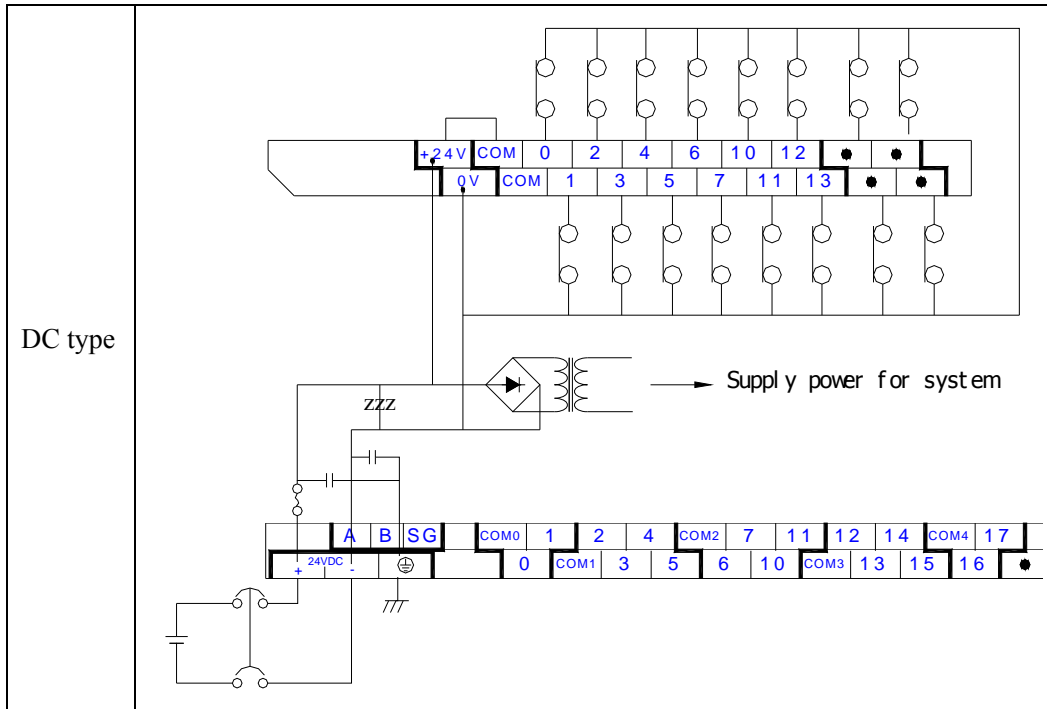 +24V COM 0 2 4 6 10 12 ● ●
0V COM 1 3 5 7 11 13 ● ●
DC type
Supply power for system
zzz
A B SG COM0 1 2 4 COM2 7 11 12 14 COM4 17
+ 24VDC - 0 COM1 3 5 6 10 COM3 13 15 16 ●